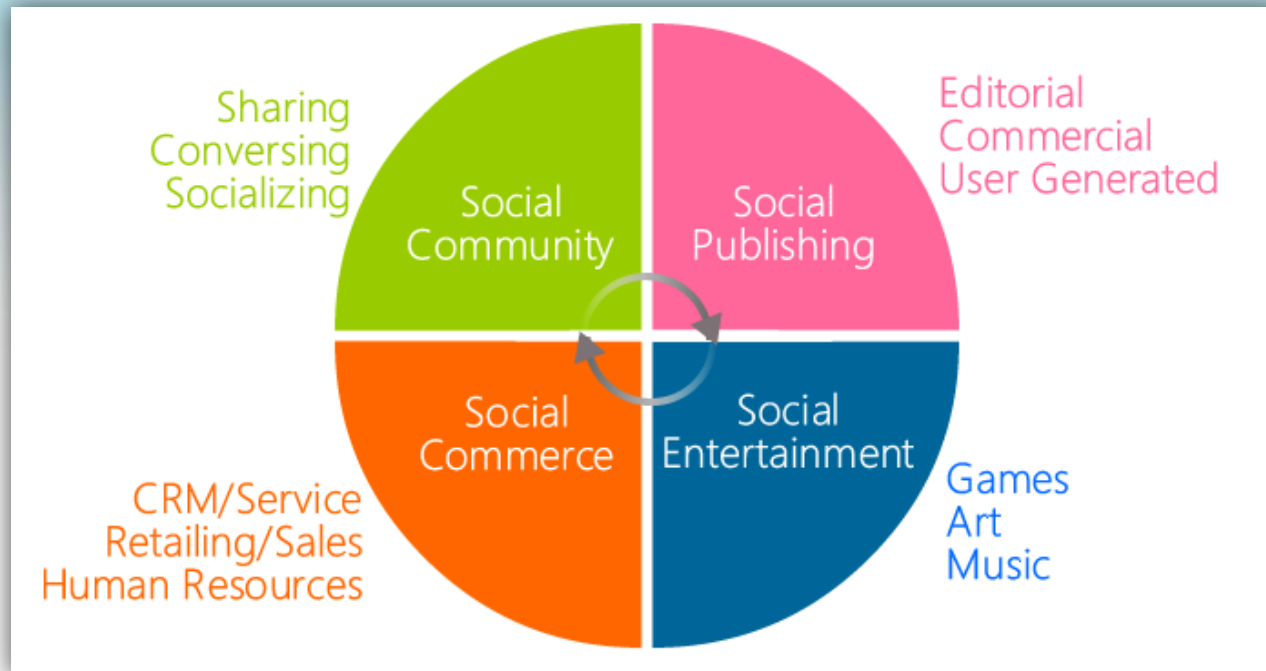 Sharing
Conversing
Socializing
Social
Community
Social
Publishing
Editorial
Commercial
User Generated
CRM/Service
Retailing/Sales
Human Resources
Social
Commerce
Social
Entertainment
Games
Art
Music